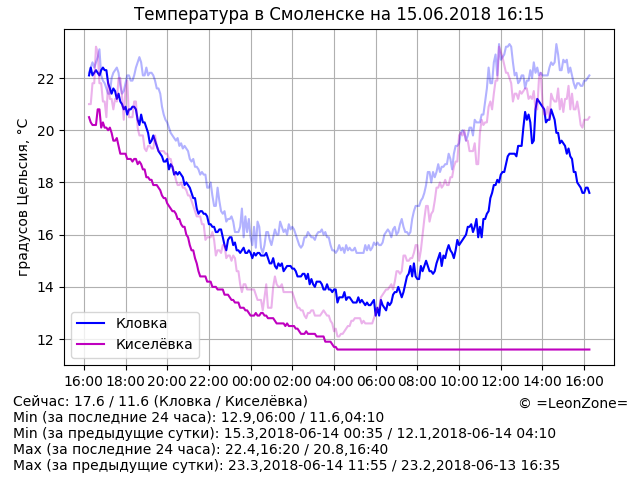 Температура в Смоленске на 15.06.2018 16:15
градусов Цельсия, °C
22
20
18
16
14
12
Кловка
Киселёвка
16:00 18:00 20:00 22:00 00:00 02:00 04:00 06:00 08:00 10:00 12:00 14:00 16:00
Сейчас: 17.6 / 11.6 (Кловка / Киселёвка)
© =LeonZone=
Min (за последние 24 часа): 12.9,06:00 / 11.6,04:10
Min (за предыдущие сутки): 15.3,2018-06-14 00:35 / 12.1,2018-06-14 04:10
Max (за последние 24 часа): 22.4,16:20 / 20.8,16:40
Max (за предыдущие сутки): 23.3,2018-06-14 11:55 / 23.2,2018-06-13 16:35